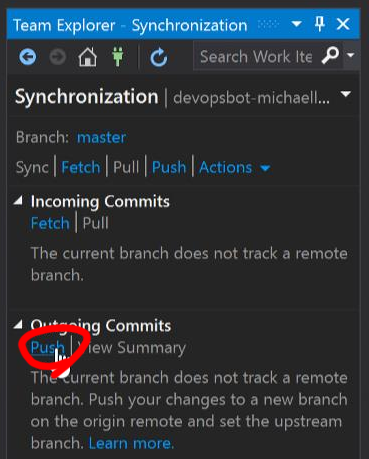 Team Explorer - Synchronization
Search Work Ite
Synchronization | devopsbot-michaell...
Branch: master
Sync | Fetch | Pull | Push | Actions
Incoming Commits
Fetch | Pull
The current branch does not track a remote
branch.
Outgoing Commits
Push | View Summary
The current branch does not track a remote
branch. Push your changes to a new branch
on the origin remote and set the upstream
branch. Learn more.